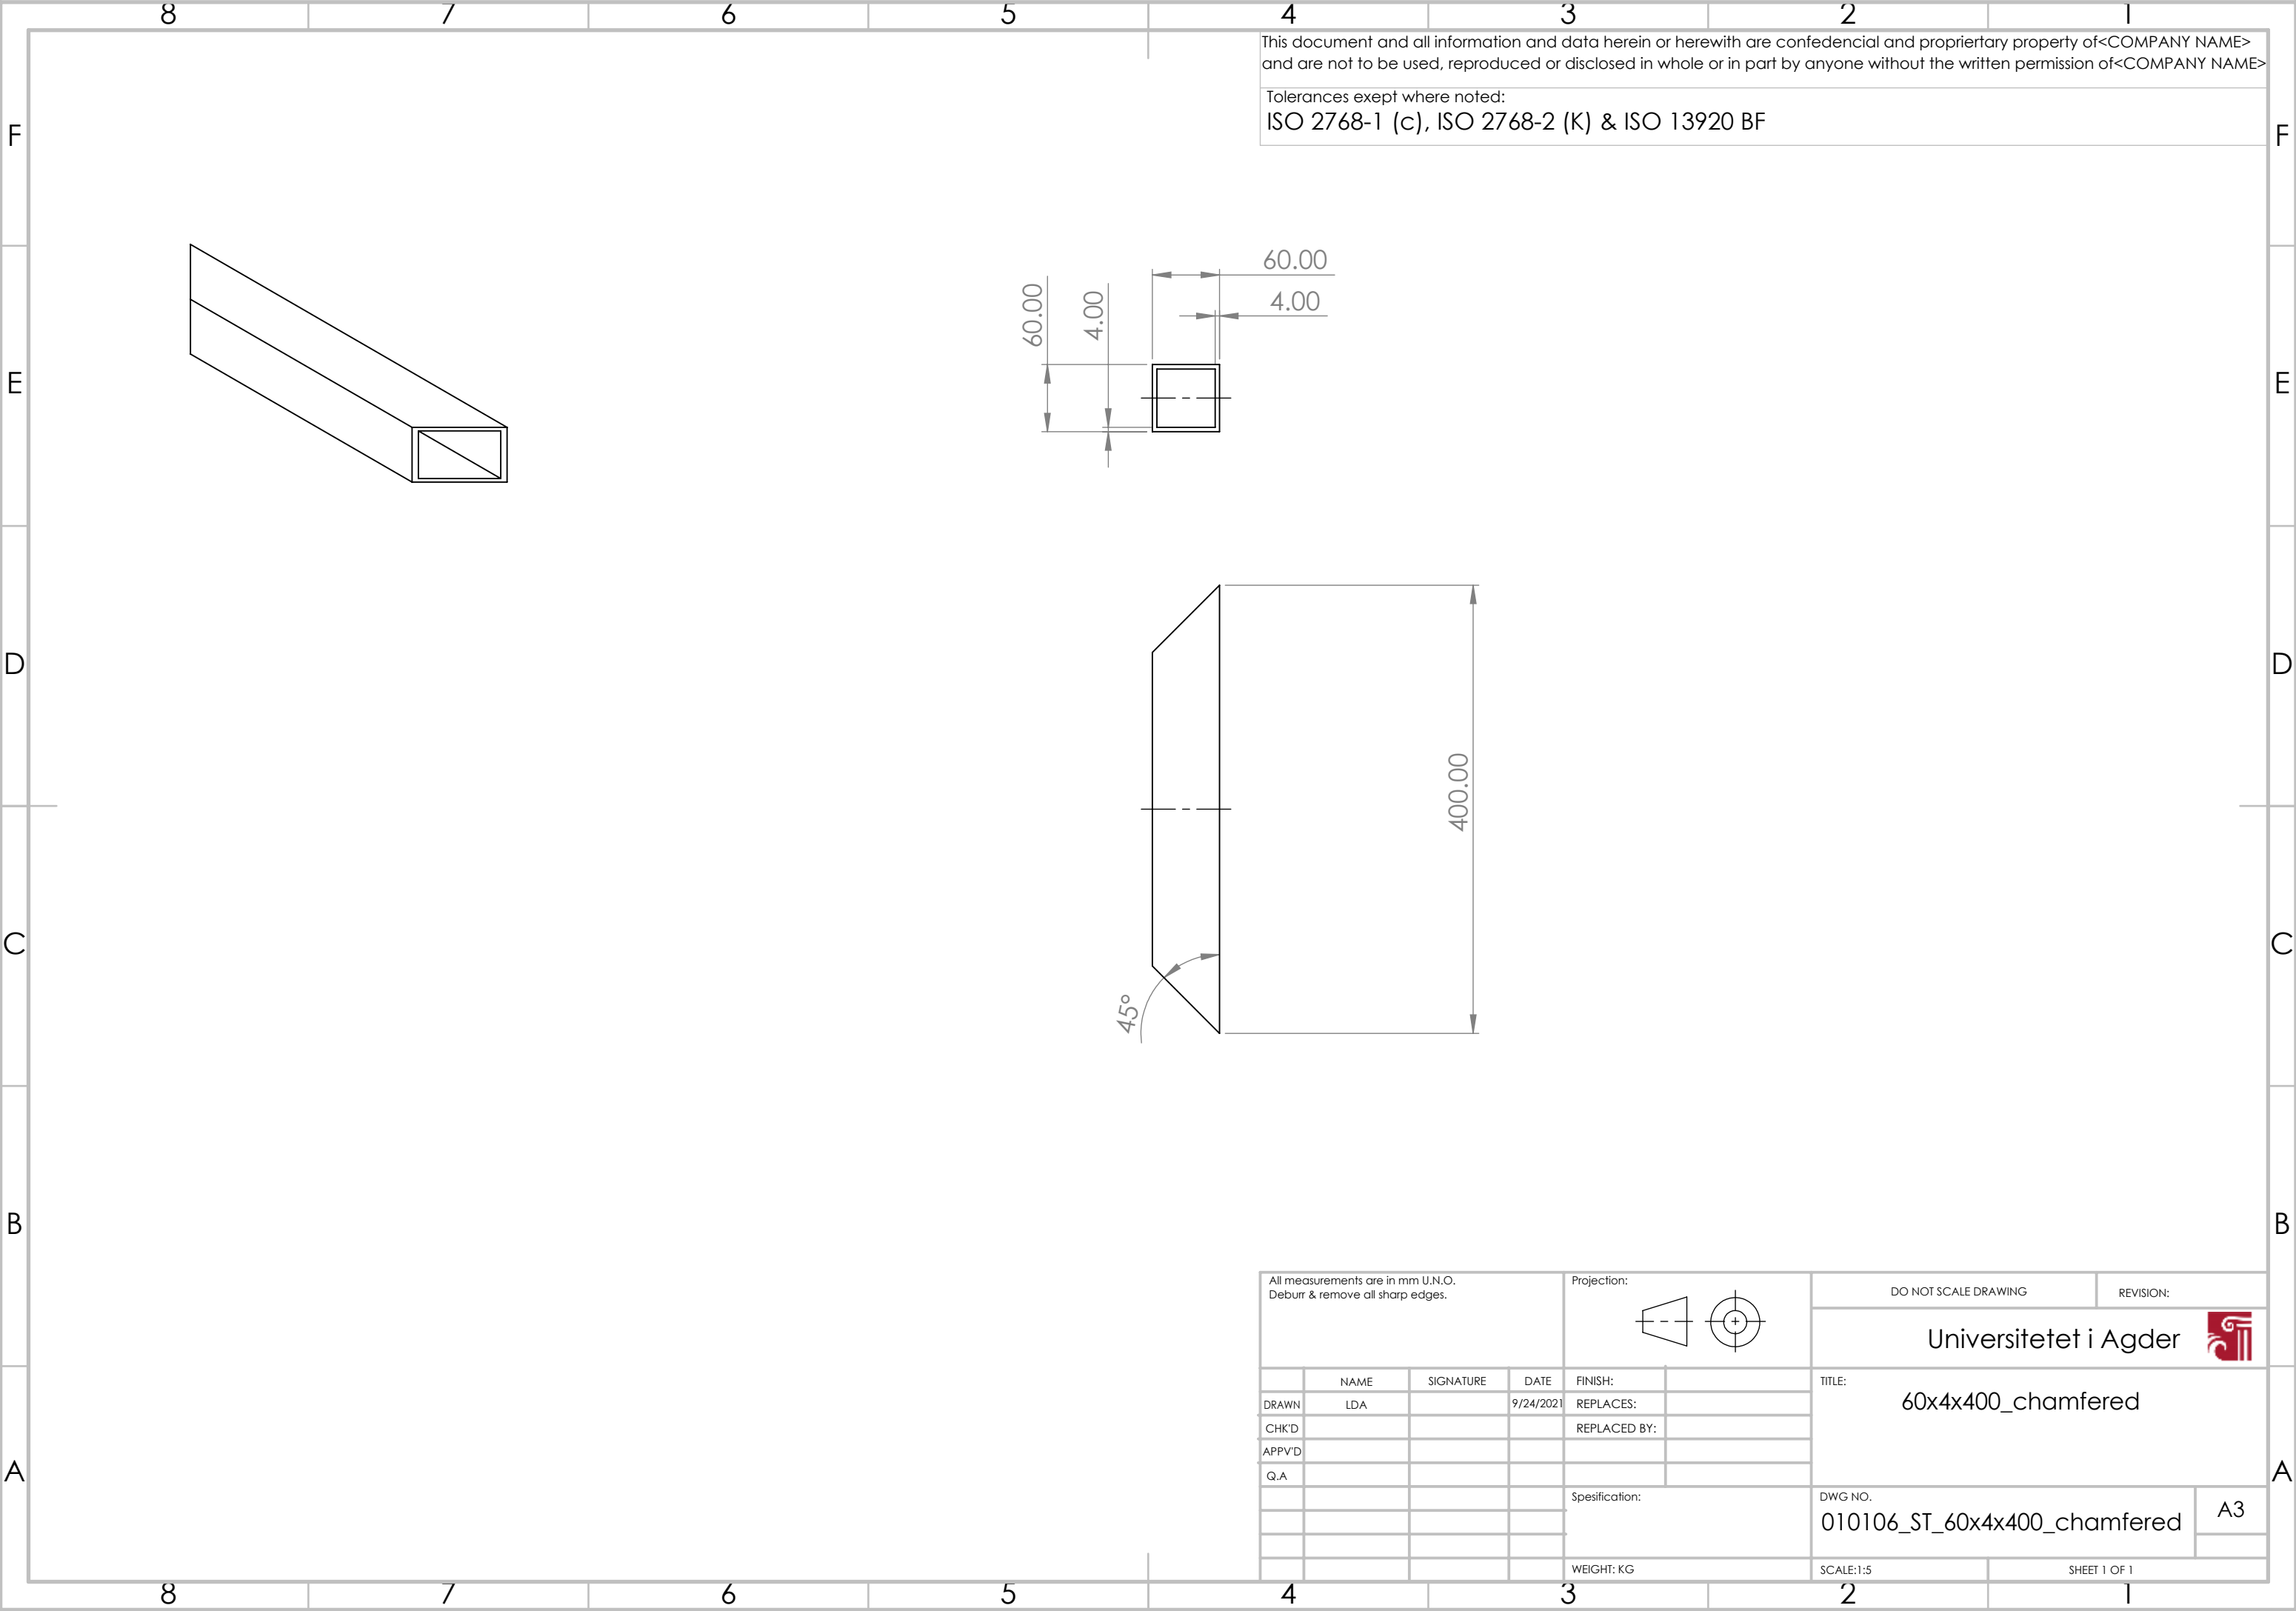 8 7 6 5 4 3 2 1
This document and all information and data herein or herewith are confedencial and propriertary property of<COMPANY NAME>
and are not to be used, reproduced or disclosed in whole or in part by anyone without the written permission of<COMPANY NAME>
Tolerances exept where noted:
ISO 2768-1 (c), ISO 2768-2 (K) & ISO 13920 BF
F F
60.00
60.00
4.00
4.00
E E
D D
400.00
C C
45°
B B
All measurements are in mm U.N.O.
Deburr & remove all sharp edges.
Projection:
DO NOT SCALE DRAWING
REVISION:
Universitetet i Agder
NAME SIGNATURE DATE FINISH:
DRAWN LDA 9/24/2021 REPLACES:
CHK'D REPLACED BY:
APPV'D
Q.A
TITLE:
60x4x400_chamfered
A A
Spesification:
DWG NO.
010106_ST_60x4x400_chamfered
A3
WEIGHT: KG
SCALE:1:5
SHEET 1 OF 1
8 7 6 5 4 3 2 1